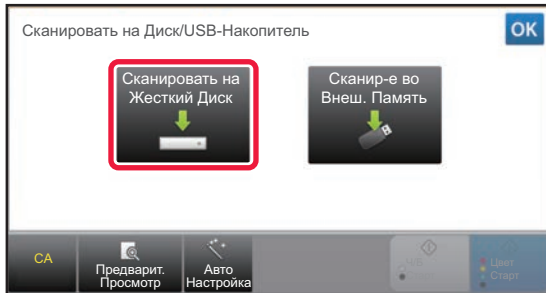 Сканировать на Диск/USB-Накопитель
OK
Сканировать на
Жесткий Диск
Сканир-е во
Внеш. Память
CA
Предварит.
Просмотр
Авто
Настройка
Ч/Б
Старт
Цвет
Старт